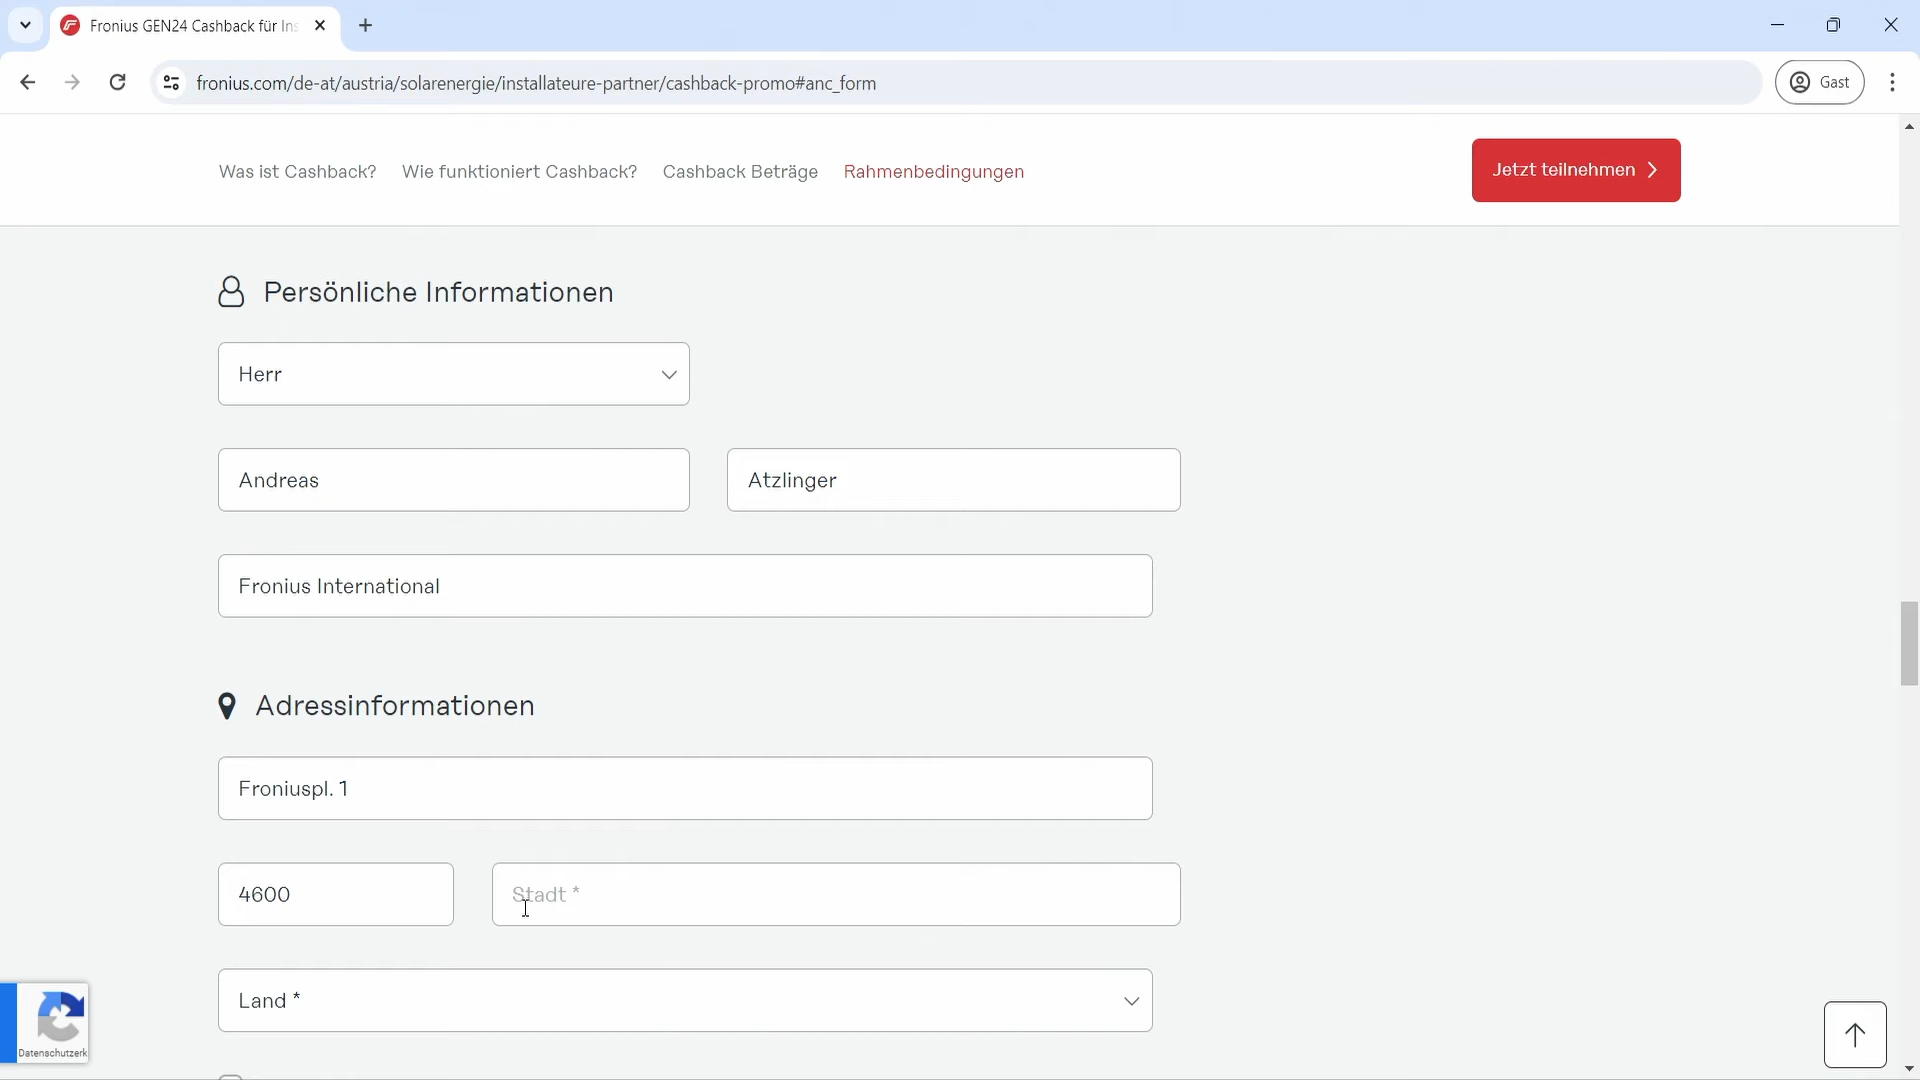 Fronius GEN24 Cashback für Ins
fronius.com/de-at/austria/solarenergie/installateure-partner/cashback-promo#anc_form
Gast
Was ist Cashback? Wie funktioniert Cashback? Cashback Beträge Rahmenbedingungen
Jetzt teilnehmen
Persönliche Informationen
Herr
Andreas
Atzlinger
Fronius International
Adressinformationen
Froniuspl. 1
4600
Stadt *
Land *
Datenschutzerk